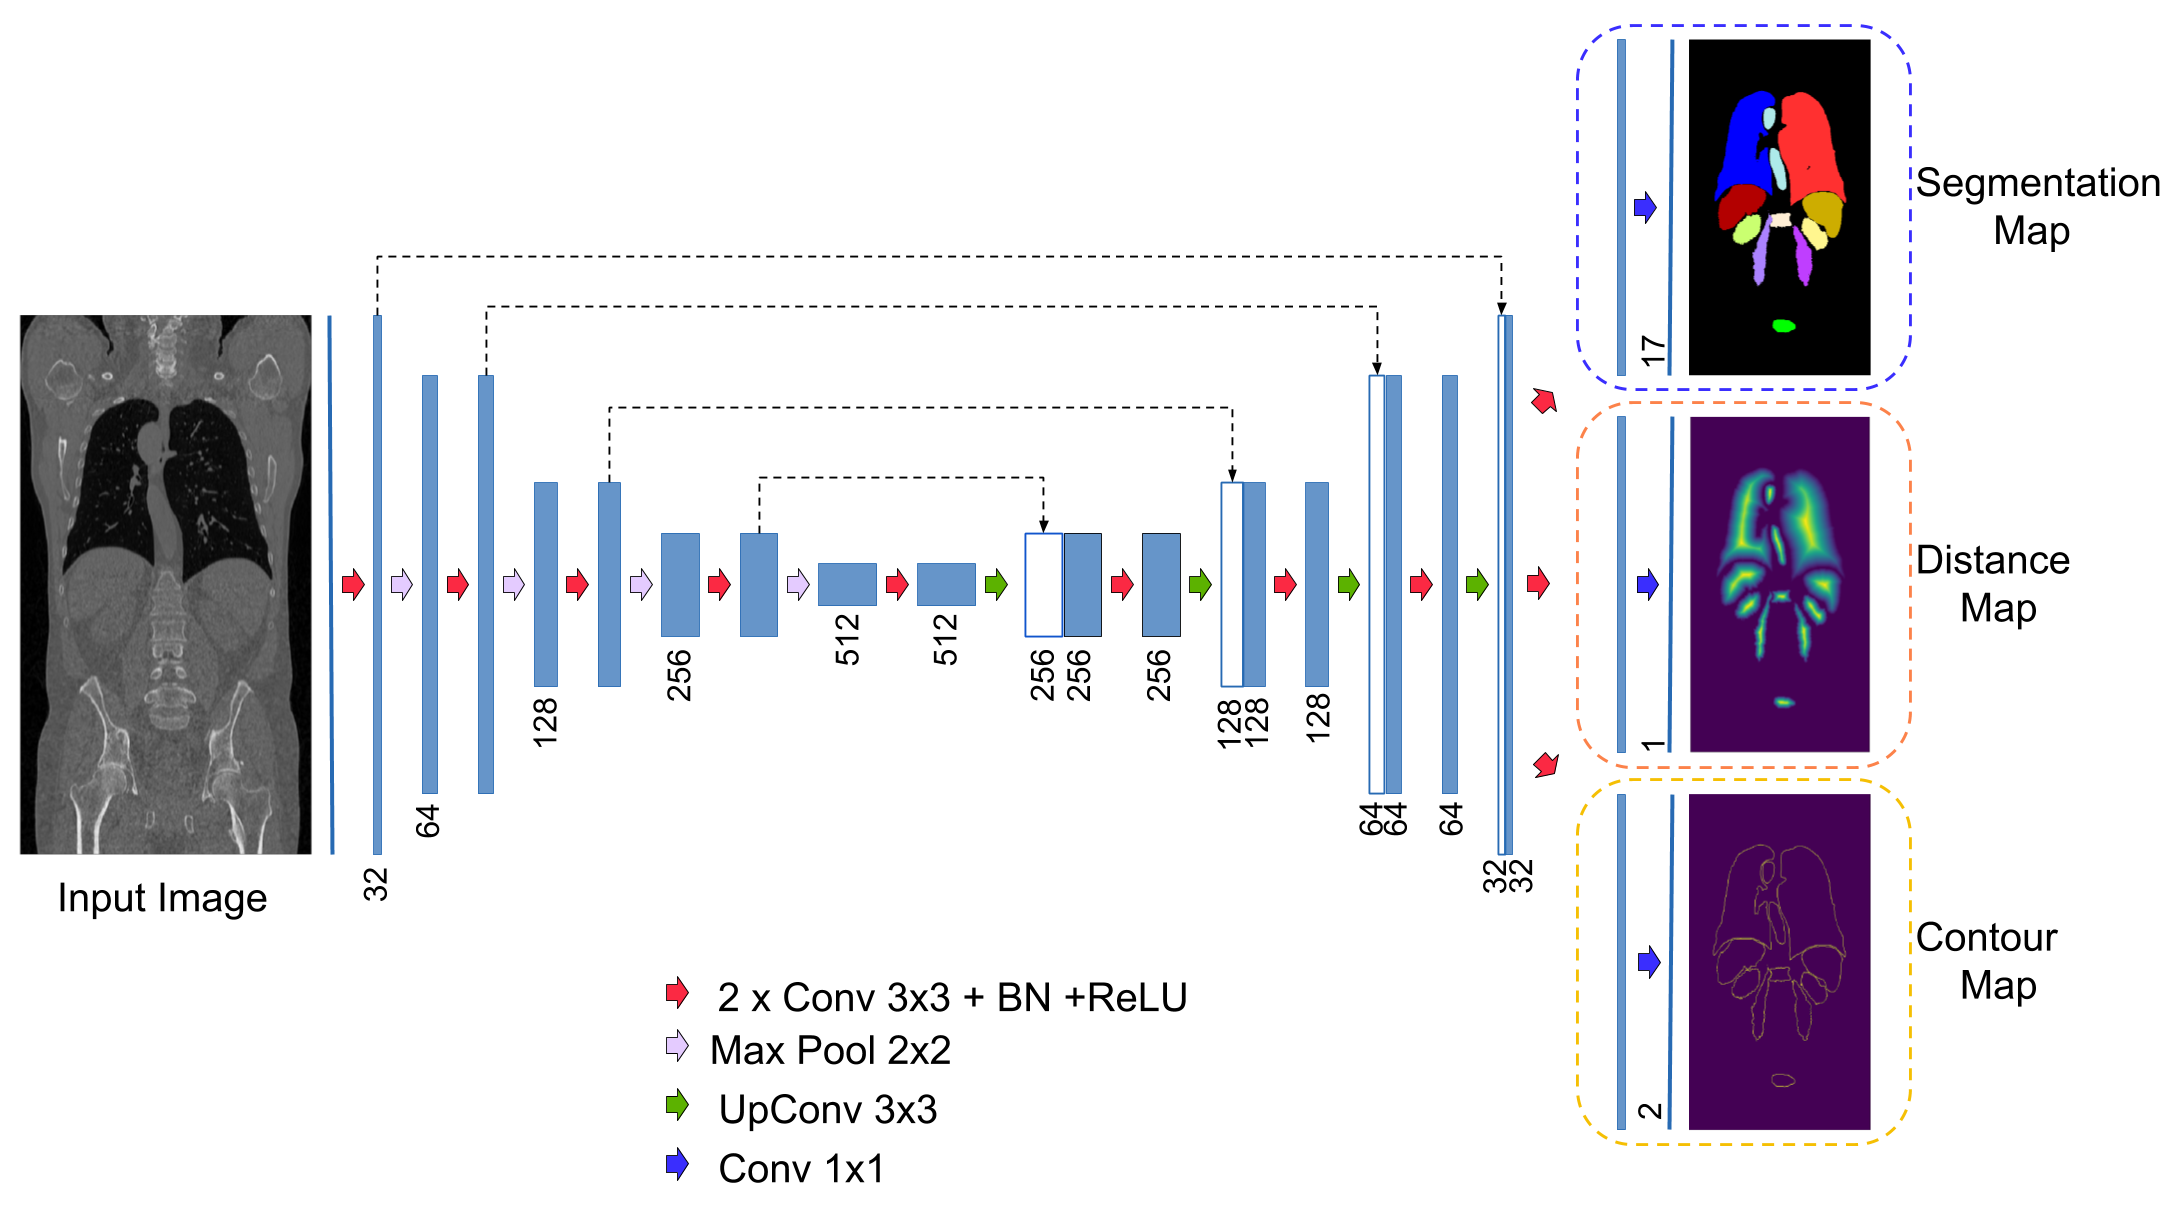 Input Image
32
64
128
256
512
512
256
256
256
128
128
128
64
64
64
32
32
17
Segmentation
Map
1
Distance
Map
2
Contour
Map
2 x Conv 3x3 + BN +ReLU
Max Pool 2x2
UpConv 3x3
Conv 1x1